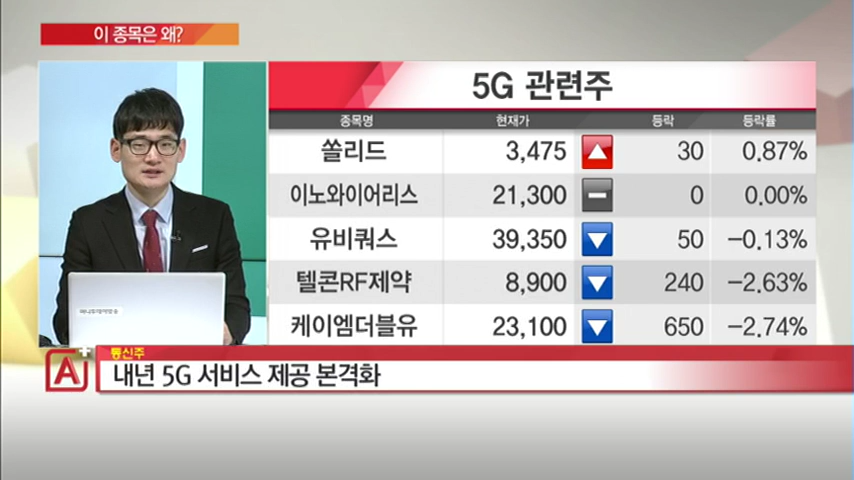 이 종목은 왜?
5G 관련주
종목명 현재가 등락 등락률
쏠리드 3,475 30 0.87%
이노와이어리스 21,300 0 0.00%
유비쿼스 39,350 50 -0.13%
텔콘RF제약 8,900 240 -2.63%
케이엠더블유 23,100 650 -2.74%
A+
통신주
내년 5G 서비스 제공 본격화